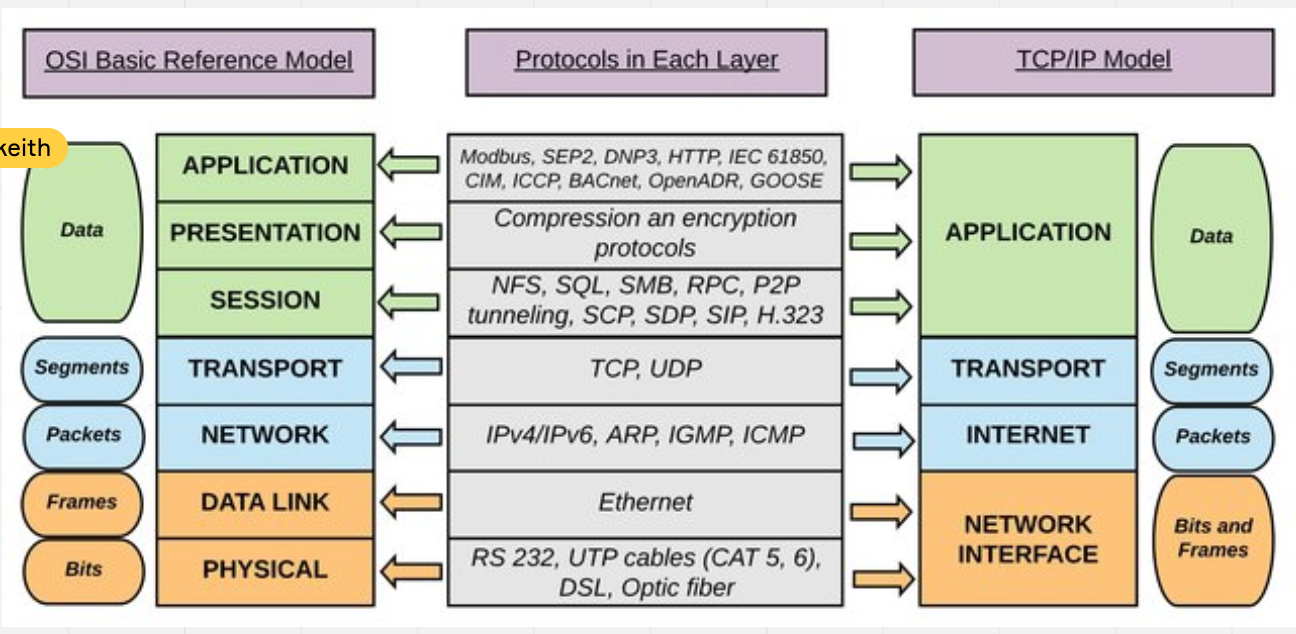 OSI Basic Reference Model
Protocols in Each Layer
TCP/IP Model
keith
Data
APPLICATION
PRESENTATION
SESSION
Segments
TRANSPORT
Packets
NETWORK
Frames
DATA LINK
Bits
PHYSICAL
Modbus, SEP2, DNP3, HTTP, IEC 61850,
CIM, ICCP, BACnet, OpenADR, GOOSE
Compression an encryption
protocols
NFS, SQL, SMB, RPC, P2P
tunneling, SCP, SDP, SIP, H.323
TCP, UDP
IPv4/IPv6, ARP, IGMP, ICMP
Ethernet
RS 232, UTP cables (CAT 5, 6),
DSL, Optic fiber
APPLICATION
Data
TRANSPORT
Segments
INTERNET
Packets
NETWORK
INTERFACE
Bits and
Frames